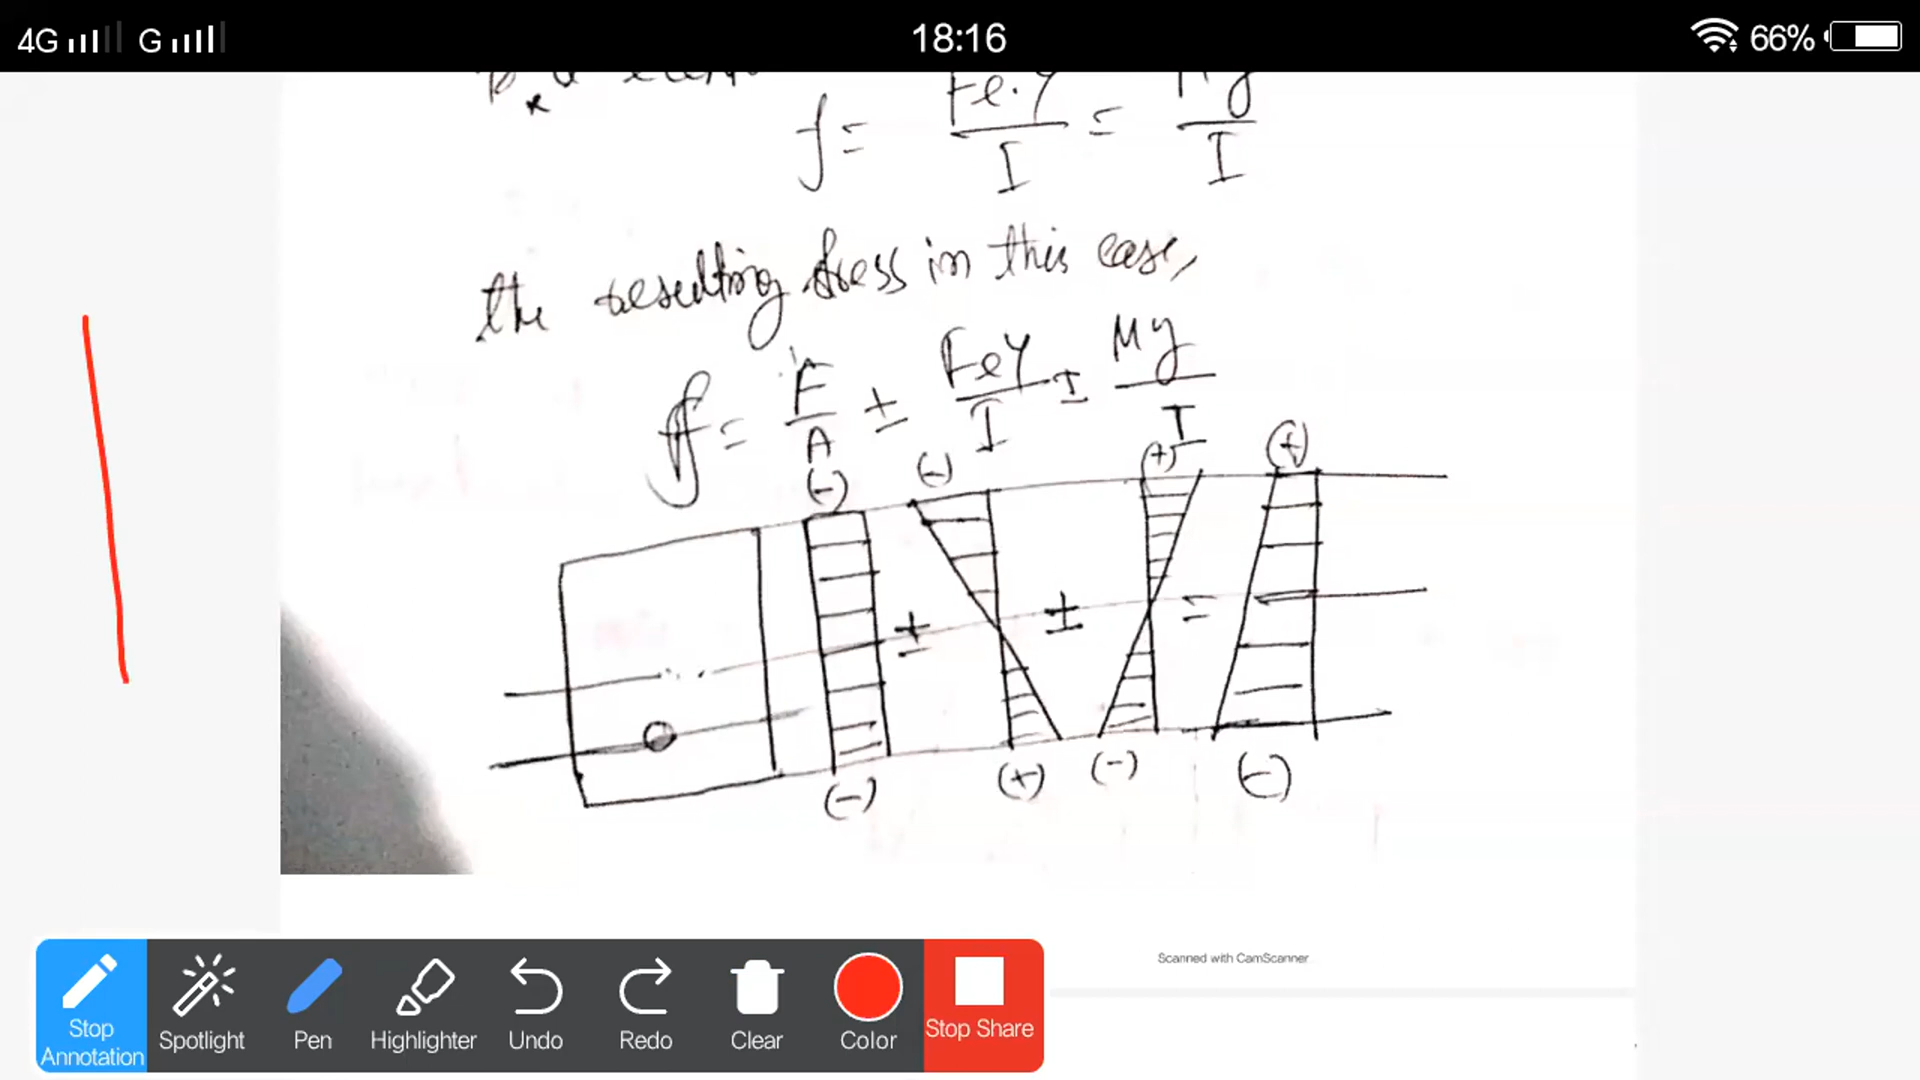 4G G 18:16 66%
f = Fe.y/I = My/I
the resulting stress in this case,
f = F/A ± Fey/I ± My/I
(-) (-) (+) (+)
± ± =
(-) (+) (-) (-)
Scanned with CamScanner
Stop Annotation Spotlight Pen Highlighter Undo Redo Clear Color Stop Share